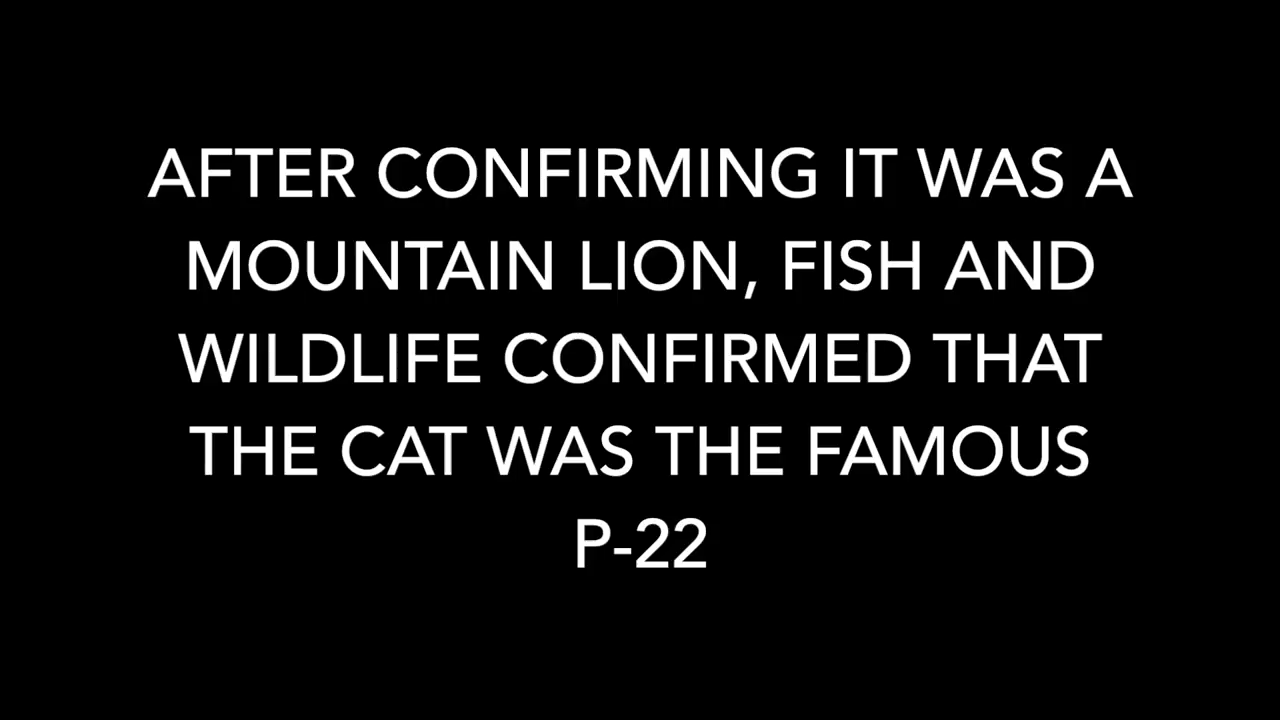 AFTER CONFIRMING IT WAS A
MOUNTAIN LION, FISH AND
WILDLIFE CONFIRMED THAT
THE CAT WAS THE FAMOUS
P-22